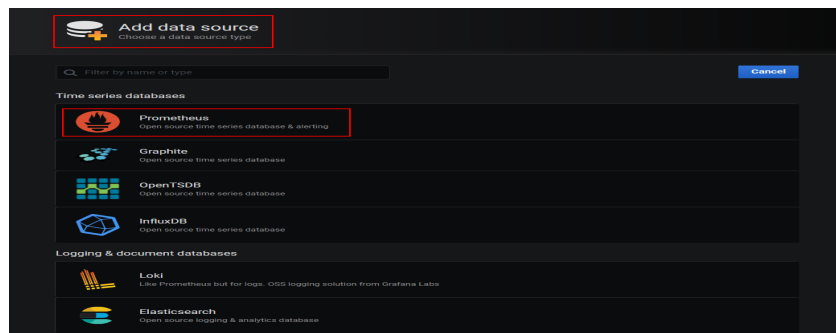 Add data source
Choose a data source type
Filter by name or type
Cancel
Time series databases
Prometheus
Open source time series database & alerting
Graphite
Open source time series database
OpenTSDB
Open source time series database
InfluxDB
Open source time series database
Logging & document databases
Loki
Like Prometheus but for logs. OSS logging solution from Grafana Labs
Elasticsearch
Open source logging & analytics database